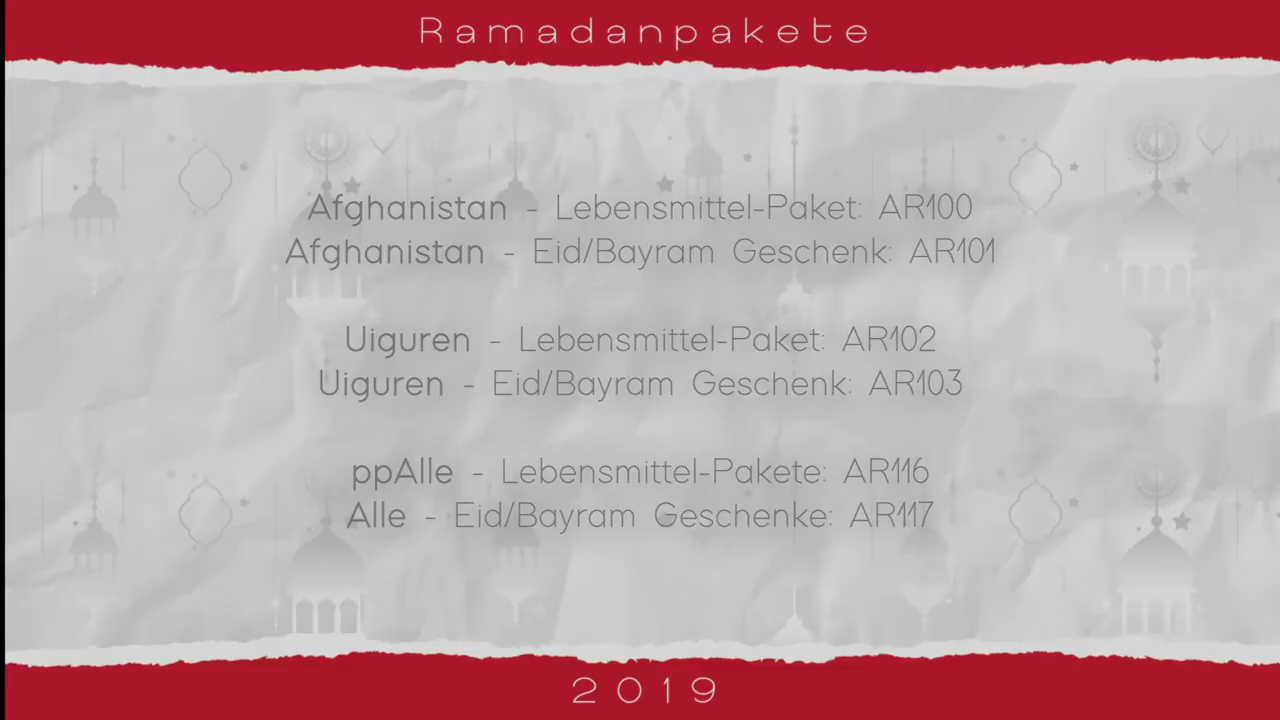 Ramadanpakete
Afghanistan - Lebensmittel-Paket: AR100
Afghanistan - Eid/Bayram Geschenk: AR101
Uiguren - Lebensmittel-Paket: AR102
Uiguren - Eid/Bayram Geschenk: AR103
ppAlle - Lebensmittel-Pakete: AR116
Alle - Eid/Bayram Geschenke: AR117
2019